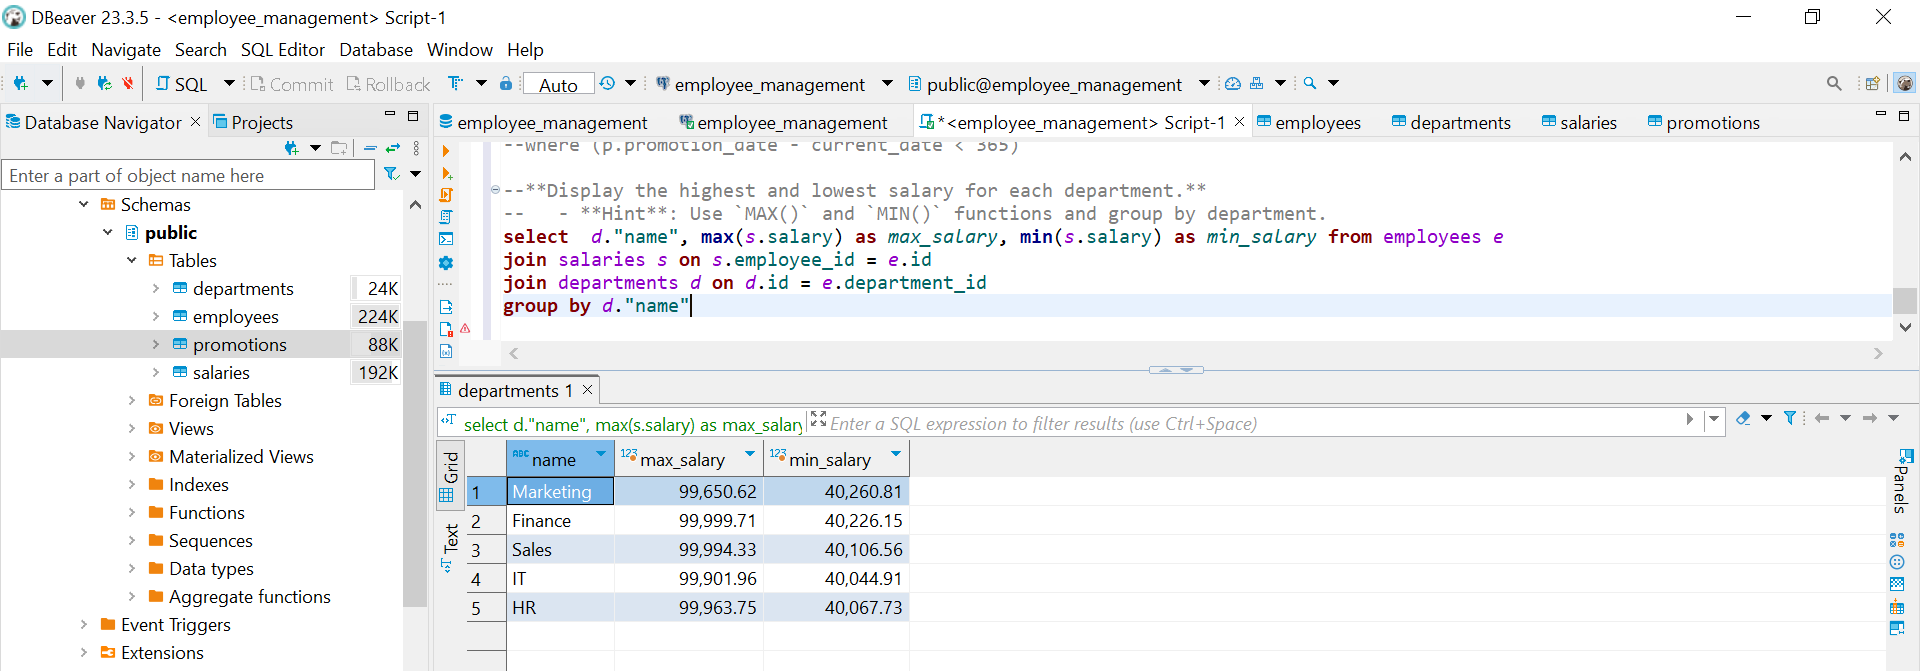 DBeaver 23.3.5 - <employee_management> Script-1
File Edit Navigate Search SQL Editor Database Window Help
SQL Commit Rollback T Auto employee_management public@employee_management
Database Navigator Projects
employee_management employee_management *<employee_management> Script-1 employees departments salaries promotions
Enter a part of object name here
Schemas
public
Tables
departments 24K
employees 224K
promotions 88K
salaries 192K
Foreign Tables
Views
Materialized Views
Indexes
Functions
Sequences
Data types
Aggregate functions
Event Triggers
Extensions
--where (p.promotion_date - current_date < 365)
--**Display the highest and lowest salary for each department.**
-- - **Hint**: Use `MAX()` and `MIN()` functions and group by department.
select d."name", max(s.salary) as max_salary, min(s.salary) as min_salary from employees e
join salaries s on s.employee_id = e.id
join departments d on d.id = e.department_id
group by d."name"
departments 1
select d."name", max(s.salary) as max_salary Enter a SQL expression to filter results (use Ctrl+Space)
Grid
Text
ABC name 123 max_salary 123 min_salary
1 Marketing 99,650.62 40,260.81
2 Finance 99,999.71 40,226.15
3 Sales 99,994.33 40,106.56
4 IT 99,901.96 40,044.91
5 HR 99,963.75 40,067.73
Panels